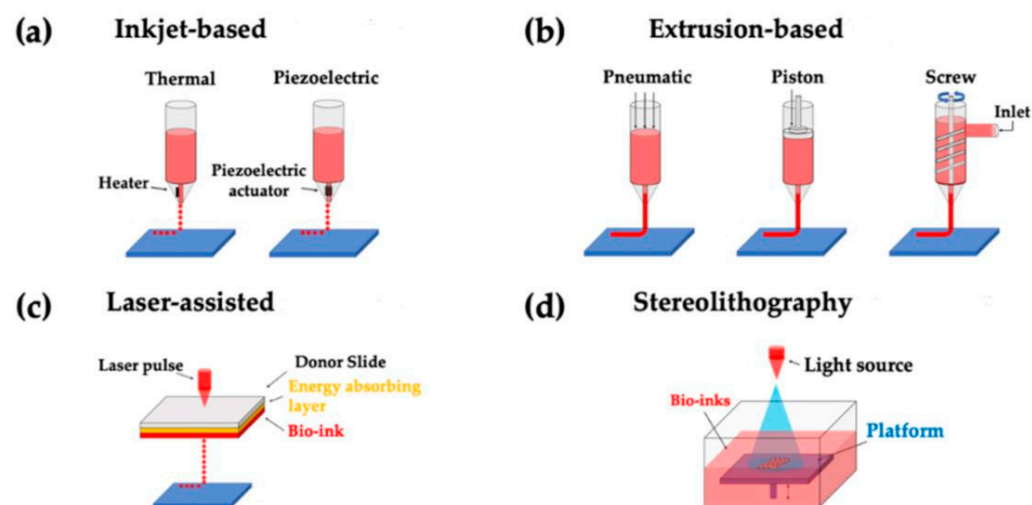 (a) Inkjet-based
Thermal
Piezoelectric
Heater
Piezoelectric
actuator
(b) Extrusion-based
Pneumatic
Piston
Screw
Inlet
(c) Laser-assisted
Laser pulse
Donor Slide
Energy absorbing
layer
Bio-ink
(d) Stereolithography
Light source
Bio-inks
Platform